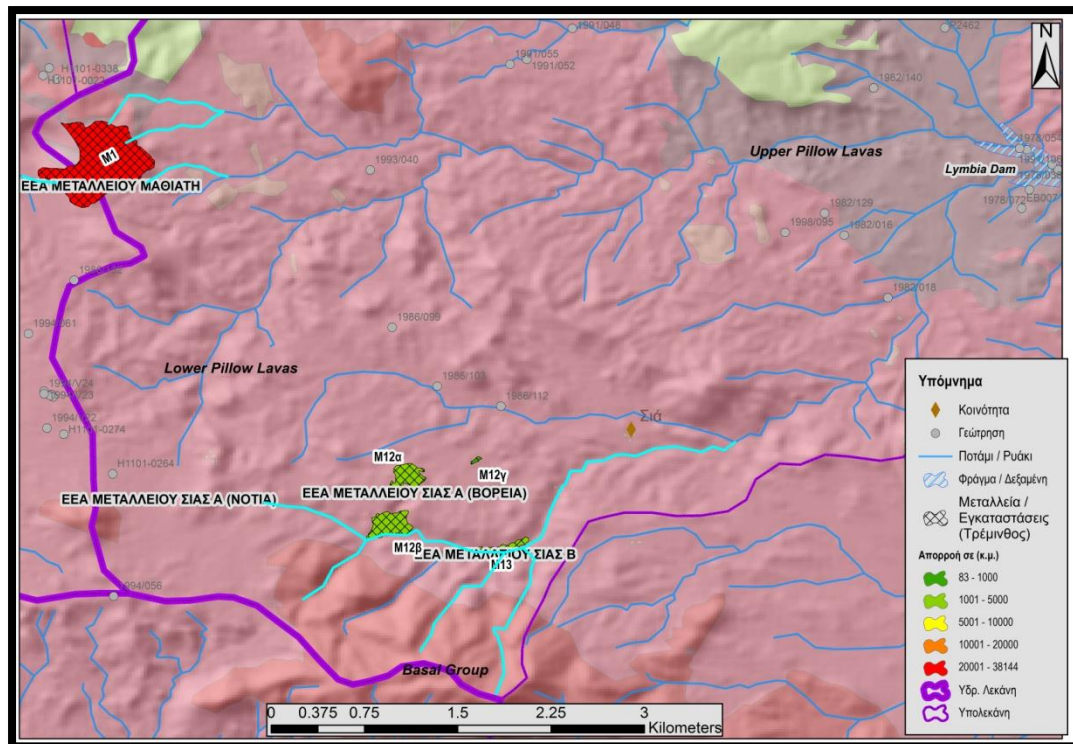 1991/048
22462
N
1991/055
1991/052
H1101-0338
1982/140
M1
1993/040
Upper Pillow Lavas
Lymbia Dam
ΕΕΑ ΜΕΤΑΛΛΕΙΟΥ ΜΑΘΙΑΤΗ
1978/072
EB007
1982/129
1998/095
1982/016
1982/018
1994/061
1986/099
Lower Pillow Lavas
1986/103
1986/112
Σιά
H1101-0274
H1101-0264
M12α
M12γ
ΕΕΑ ΜΕΤΑΛΛΕΙΟΥ ΣΙΑΣ Α (ΒΟΡΕΙΑ)
ΕΕΑ ΜΕΤΑΛΛΕΙΟΥ ΣΙΑΣ Α (ΝΟΤΙΑ)
M12β
ΕΕΑ ΜΕΤΑΛΛΕΙΟΥ ΣΙΑΣ Β
M13
1994/056
Basal Group
0 0.375 0.75 1.5 2.25 3
Kilometers
Υπόμνημα
Κοινότητα
Γεώτρηση
Ποτάμι / Ρυάκι
Φράγμα / Δεξαμένη
Μεταλλεία /
Εγκαταστάσεις
(Τρέμινθος)
Απορροή σε (κ.μ.)
83 - 1000
1001 - 5000
5001 - 10000
10001 - 20000
20001 - 38144
Υδρ. Λεκάνη
Υπολεκάνη